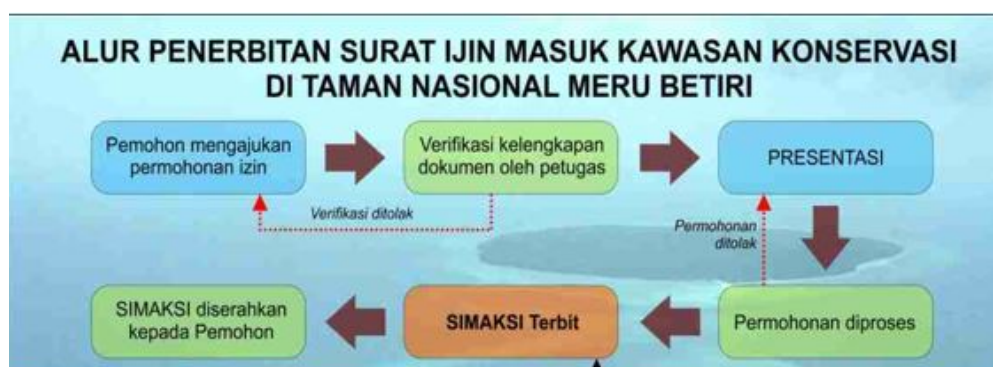 ALUR PENERBITAN SURAT IJIN MASUK KAWASAN KONSERVASI
DI TAMAN NASIONAL MERU BETIRI
Pemohon mengajukan
permohonan izin
Verifikasi kelengkapan
dokumen oleh petugas
PRESENTASI
Verifikasi ditolak
Permohonan
ditolak
SIMAKSI diserahkan
kepada Pemohon
SIMAKSI Terbit
Permohonan diproses